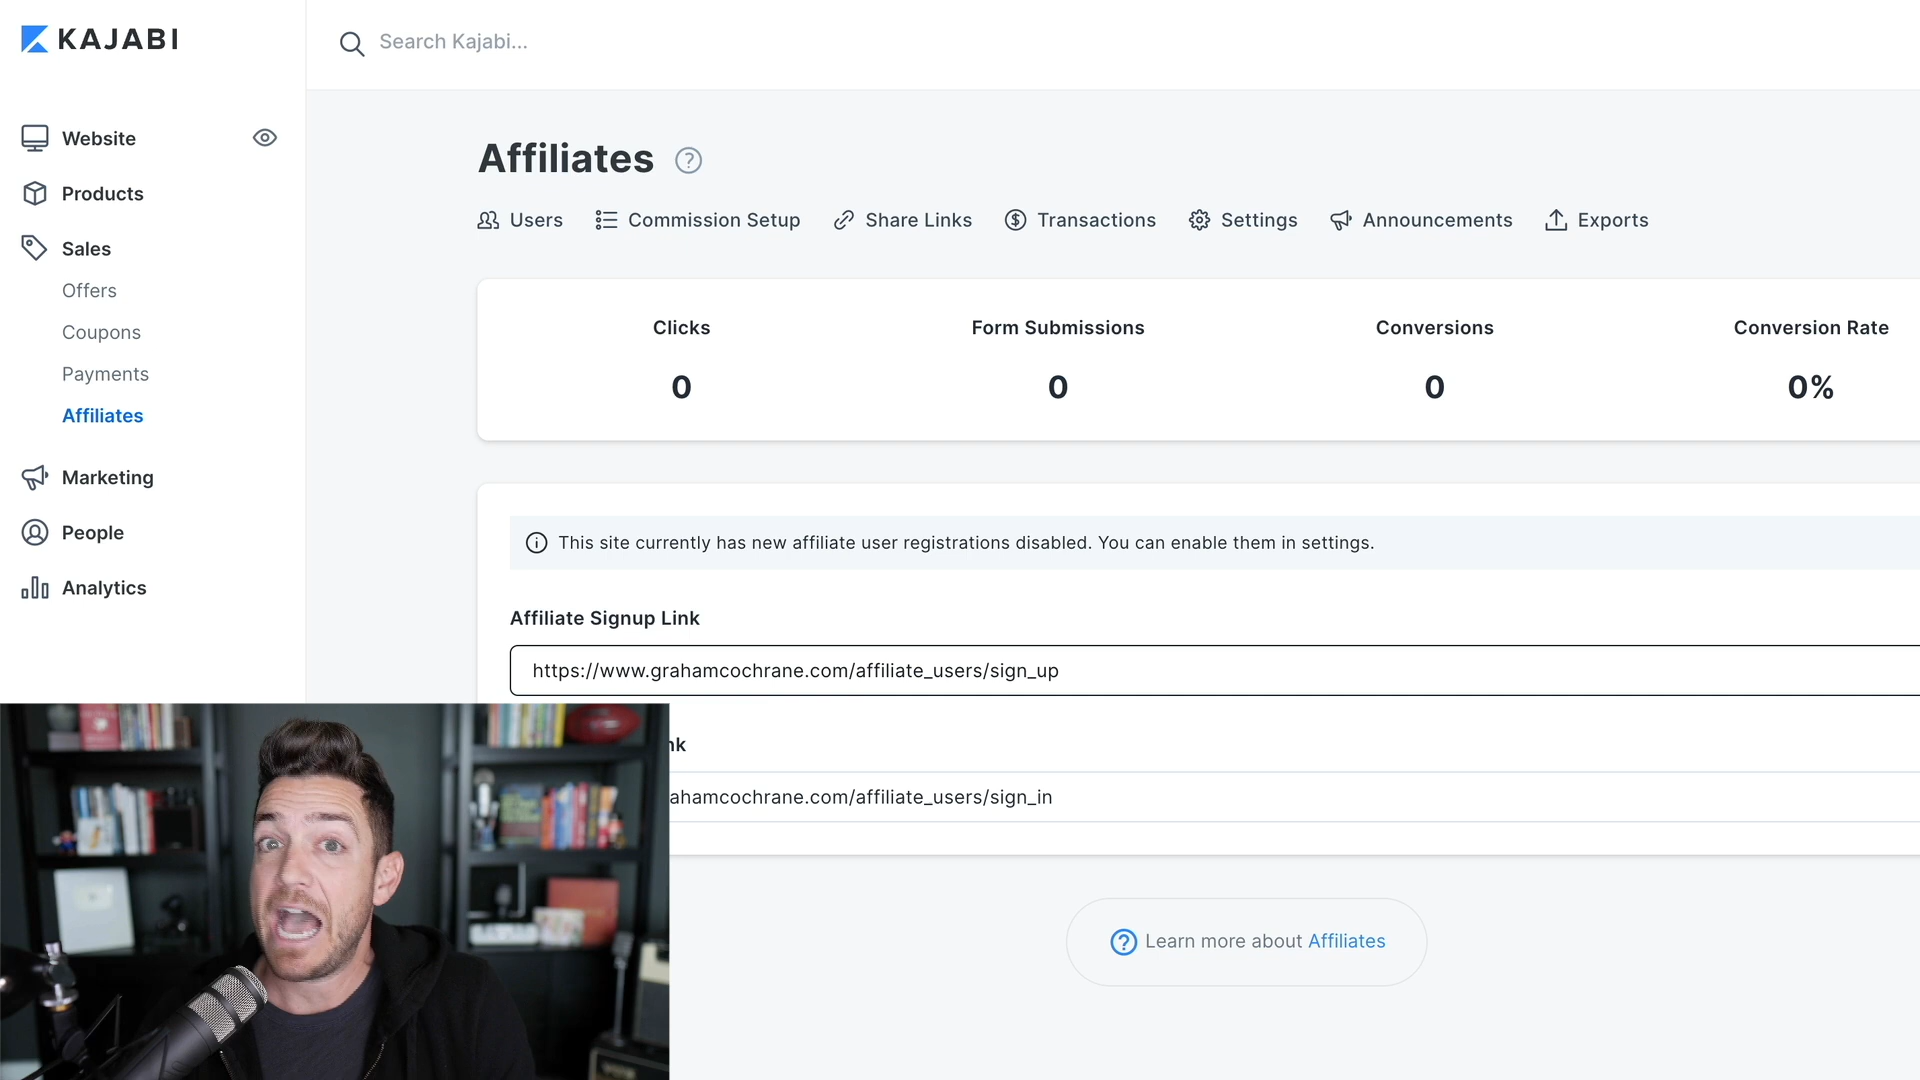 KAJABI
Search Kajabi...
Website
Products
Sales
Offers
Coupons
Payments
Affiliates
Marketing
People
Analytics
Affiliates
Users
Commission Setup
Share Links
Transactions
Settings
Announcements
Exports
Clicks
Form Submissions
Conversions
Conversion Rate
0
0
0
0%
This site currently has new affiliate user registrations disabled. You can enable them in settings.
Affiliate Signup Link
https://www.grahamcochrane.com/affiliate_users/sign_up
nk
ahamcochrane.com/affiliate_users/sign_in
Learn more about Affiliates